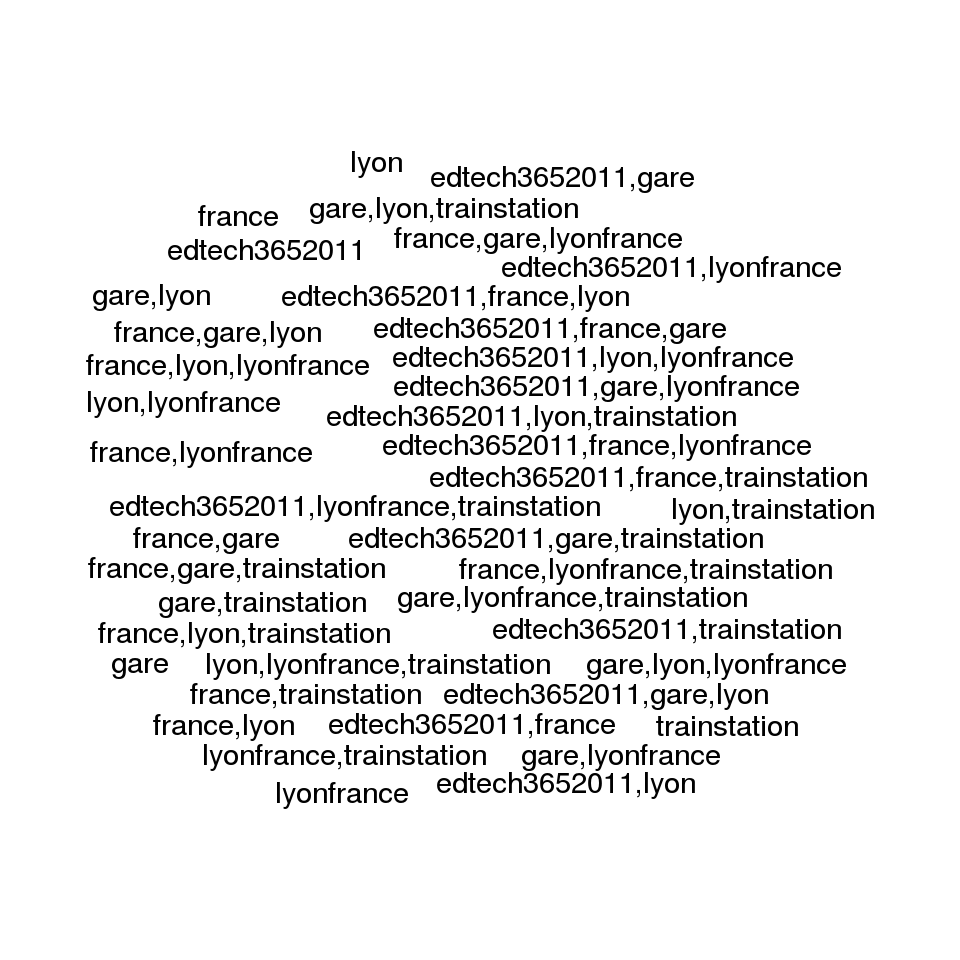 lyon
edtech3652011,gare
gare,lyon,trainstation
france
france,gare,lyonfrance
edtech3652011
edtech3652011,lyonfrance
gare,lyon
edtech3652011,france,lyon
france,gare,lyon
edtech3652011,france,gare
france,lyon,lyonfrance
edtech3652011,lyon,lyonfrance
edtech3652011,gare,lyonfrance
lyon,lyonfrance
edtech3652011,lyon,trainstation
france,lyonfrance
edtech3652011,france,lyonfrance
edtech3652011,france,trainstation
edtech3652011,lyonfrance,trainstation
lyon,trainstation
france,gare
edtech3652011,gare,trainstation
france,gare,trainstation
france,lyonfrance,trainstation
gare,trainstation
gare,lyonfrance,trainstation
france,lyon,trainstation
edtech3652011,trainstation
gare
lyon,lyonfrance,trainstation
gare,lyon,lyonfrance
france,trainstation
edtech3652011,gare,lyon
france,lyon
edtech3652011,france
trainstation
lyonfrance,trainstation
gare,lyonfrance
lyonfrance
edtech3652011,lyon